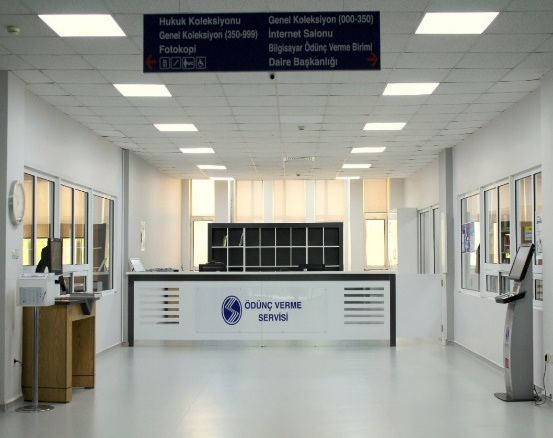 Hukuk Koleksiyonu
Genel Koleksiyon (350-999)
Fotokopi
Genel Koleksiyon (000-350)
İnternet Salonu
Bilgisayar Ödünç Verme Birimi
Daire Başkanlığı
ÖDÜNÇ VERME
SERVİSİ